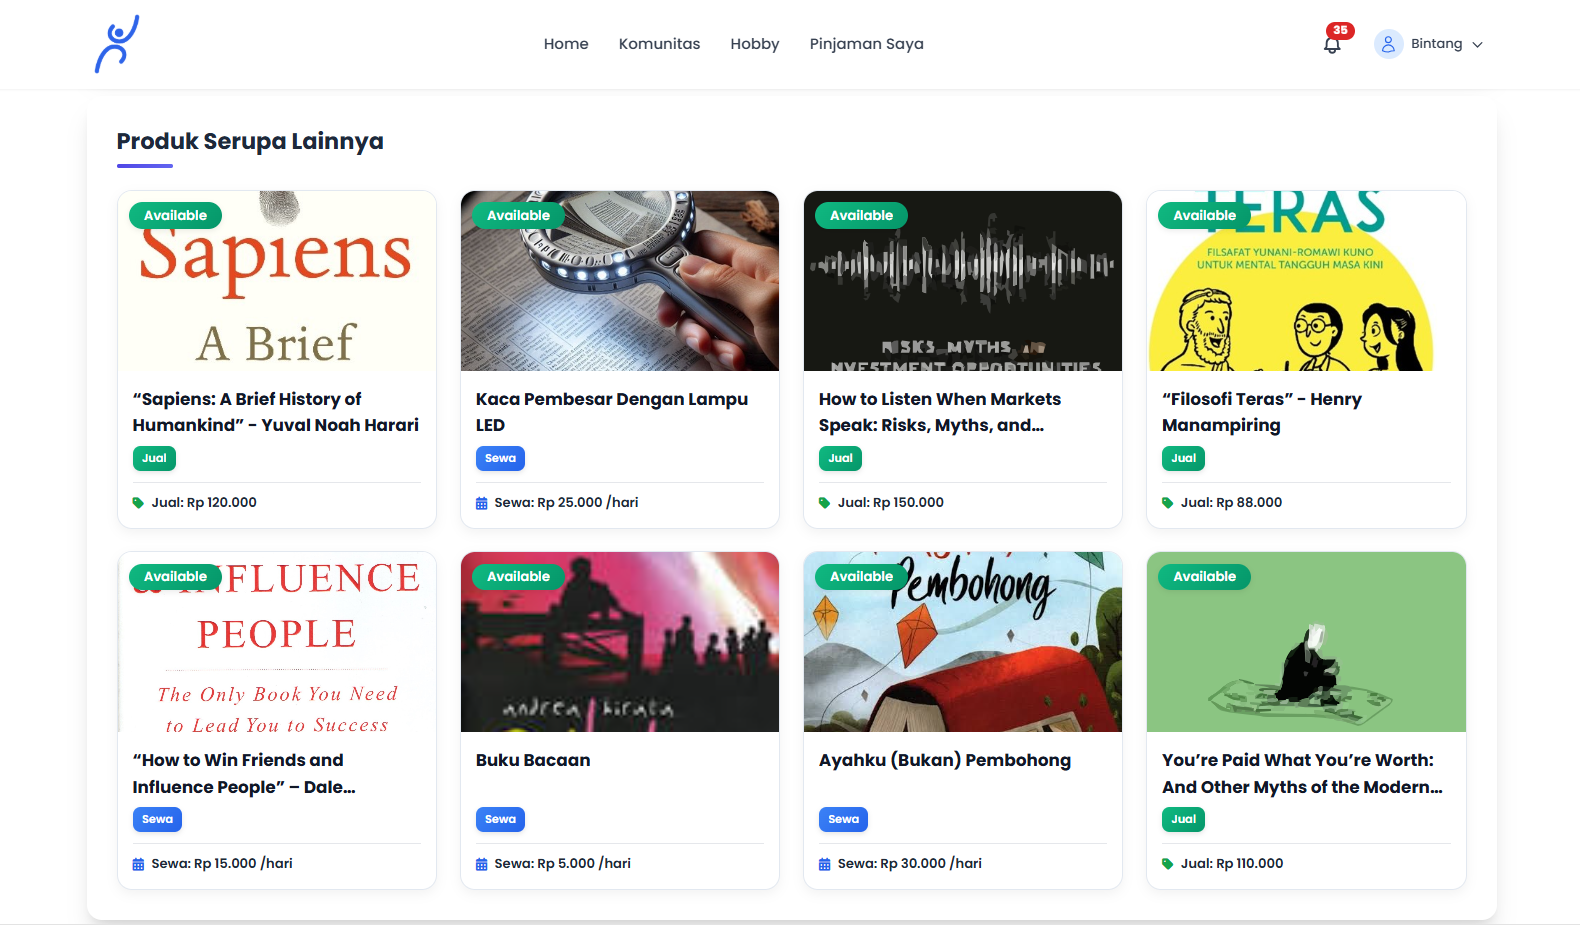 Home Komunitas Hobby Pinjaman Saya 35 Bintang
Produk Serupa Lainnya
Available
Sapiens
A Brief
“Sapiens: A Brief History of
Humankind” - Yuval Noah Harari
Jual
Jual: Rp 120.000
Available
Kaca Pembesar Dengan Lampu
LED
Sewa
Sewa: Rp 25.000 /hari
Available
RISKS, MYTHS, AND
INVESTMENT OPPORTUNITIES
How to Listen When Markets
Speak: Risks, Myths, and...
Jual
Jual: Rp 150.000
Available
TERAS
FILSAFAT YUNANI-ROMAWI KUNO
UNTUK MENTAL TANGGUH MASA KINI
“Filosofi Teras” - Henry
Manampiring
Jual
Jual: Rp 88.000
Available
& INFLUENCE
PEOPLE
The Only Book You Need
to Lead You to Success
“How to Win Friends and
Influence People” – Dale...
Sewa
Sewa: Rp 15.000 /hari
Available
andrea hirata
Buku Bacaan
Sewa
Sewa: Rp 5.000 /hari
Available
Pembohong
Ayahku (Bukan) Pembohong
Sewa
Sewa: Rp 30.000 /hari
Available
You’re Paid What You’re Worth:
And Other Myths of the Modern...
Jual
Jual: Rp 110.000